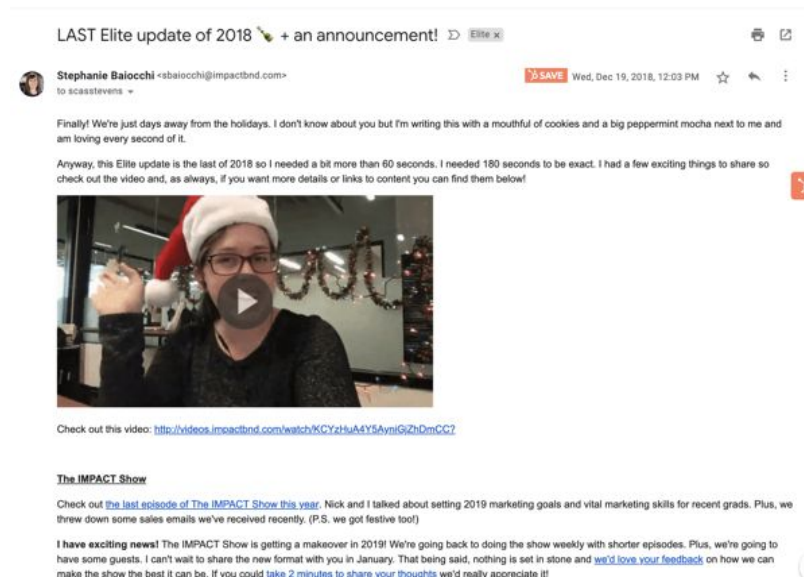 LAST Elite update of 2018 🍾 + an announcement! Elite x
Stephanie Baiocchi <sbaiocchi@impactbnd.com>
SAVE Wed, Dec 19, 2018, 12:03 PM
to scasstevens
Finally! We're just days away from the holidays. I don't know about you but I'm writing this with a mouthful of cookies and a big peppermint mocha next to me and
am loving every second of it.
Anyway, this Elite update is the last of 2018 so I needed a bit more than 60 seconds. I needed 180 seconds to be exact. I had a few exciting things to share so
check out the video and, as always, if you want more details or links to content you can find them below!
Check out this video: http://videos.impactbnd.com/watch/KCYzHuA4Y5AyniGjZhDmCC?
The IMPACT Show
Check out the last episode of The IMPACT Show this year. Nick and I talked about setting 2019 marketing goals and vital marketing skills for recent grads. Plus, we
threw down some sales emails we've received recently. (P.S. we got festive too!)
I have exciting news! The IMPACT Show is getting a makeover in 2019! We're going back to doing the show weekly with shorter episodes. Plus, we're going to
have some guests. I can't wait to share the new format with you in January. That being said, nothing is set in stone and we'd love your feedback on how we can
make the show the best it can be. If you could take 2 minutes to share your thoughts we'd really appreciate it!